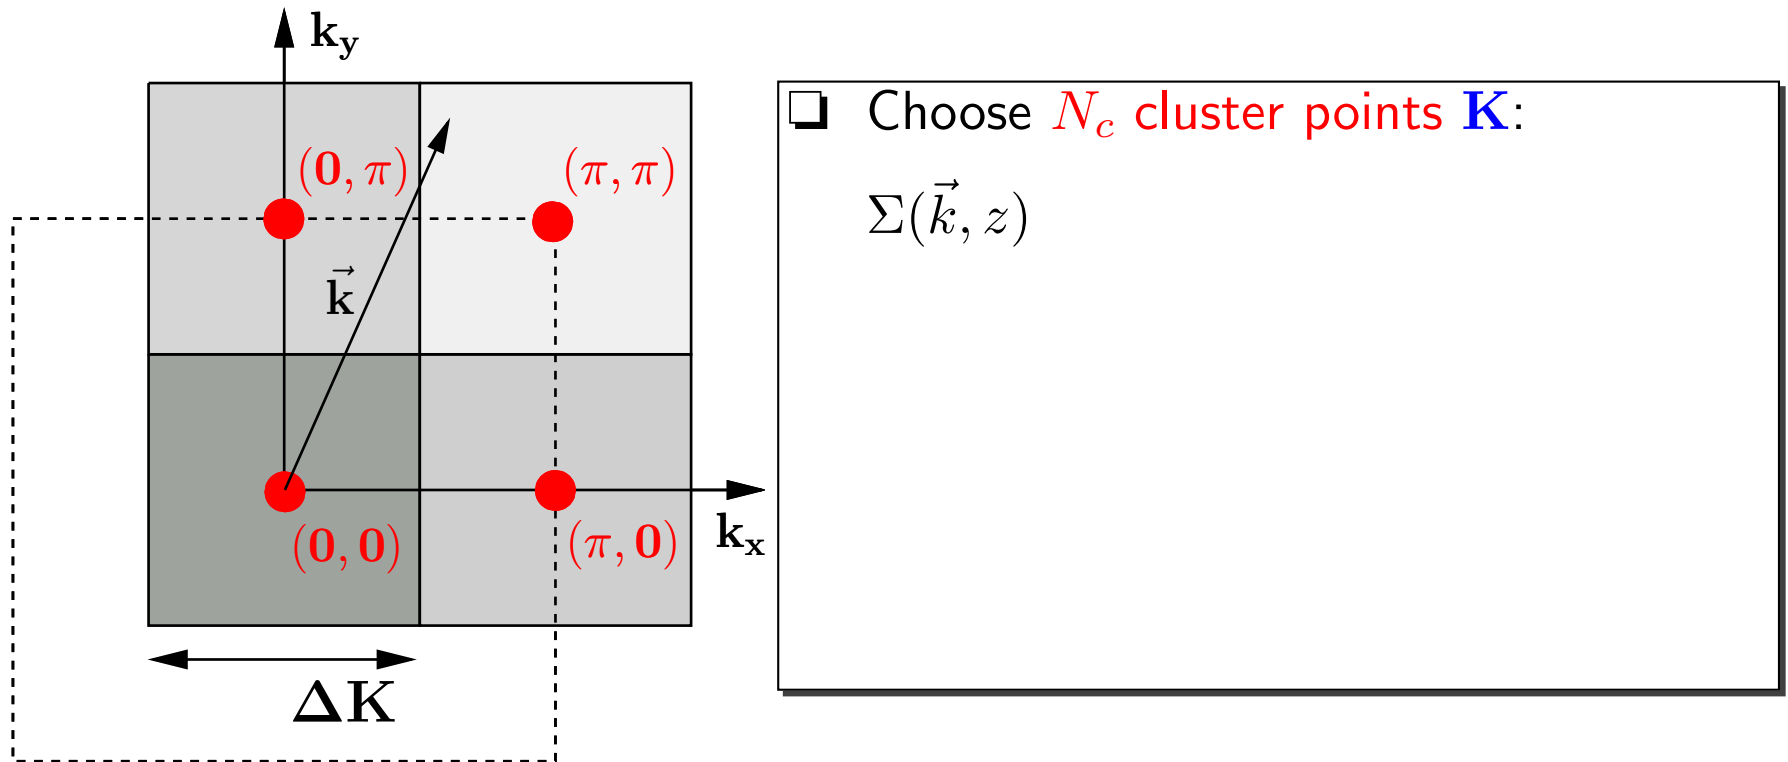 k_y
(0, π)
(π, π)
k⃗
(0, 0)
(π, 0)
k_x
ΔK
❏ Choose N_c cluster points K:
Σ(k⃗, z)